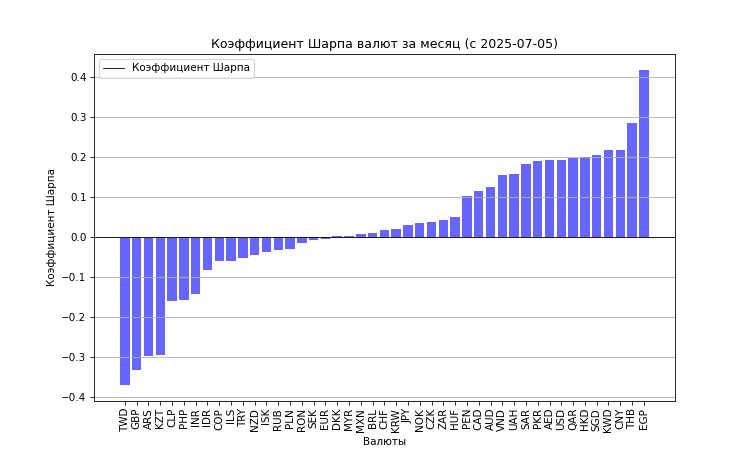 Коэффициент Шарпа валют за месяц (с 2025-07-05)
Коэффициент Шарпа
Коэффициент Шарпа
0.4
0.3
0.2
0.1
0.0
−0.1
−0.2
−0.3
−0.4
TWD GBP ARS KZT CLP PHP INR IDR COP ILS TRY NZD ISK RUB PLN RON SEK EUR DKK MYR MXN BRL CHF KRW JPY NOK CZK ZAR HUF PEN CAD AUD VND UAH SAR PKR AED USD QAR HKD SGD KWD CNY THB EGP
Валюты